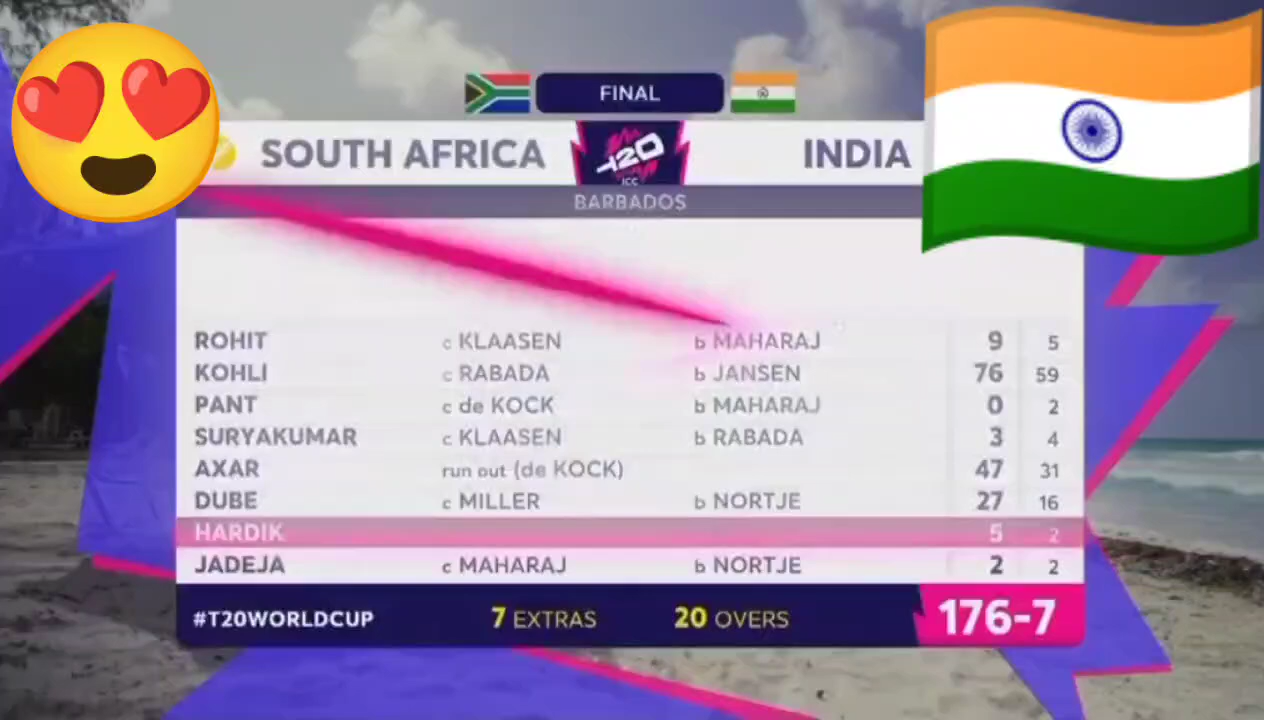 FINAL
SOUTH AFRICA T20 INDIA
ICC
BARBADOS
ROHIT c KLAASEN b MAHARAJ 9 5
KOHLI c RABADA b JANSEN 76 59
PANT c de KOCK b MAHARAJ 0 2
SURYAKUMAR c KLAASEN b RABADA 3 4
AXAR run out (de KOCK) 47 31
DUBE c MILLER b NORTJE 27 16
HARDIK 5 2
JADEJA c MAHARAJ b NORTJE 2 2
#T20WORLDCUP 7 EXTRAS 20 OVERS 176-7